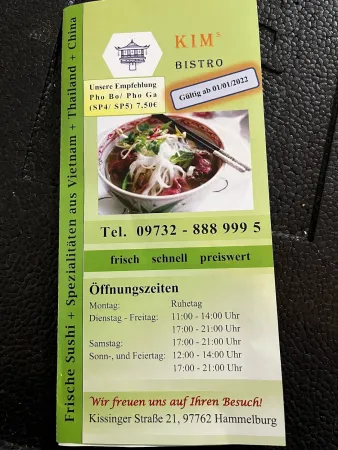 KIM's
BISTRO
Unsere Empfehlung
Pho Bo/ Pho Ga
(SP4/ SP5) 7,50€
Gültig ab 01/01/2022
Frische Sushi + Spezialitäten aus Vietnam + Thailand + China
Tel. 09732 - 888 999 5
frisch schnell preiswert
Öffnungszeiten
Montag: Ruhetag
Dienstag - Freitag: 11:00 - 14:00 Uhr
17:00 - 21:00 Uhr
Samstag: 17:00 - 21:00 Uhr
Sonn-, und Feiertag: 12:00 - 14:00 Uhr
17:00 - 21:00 Uhr
Wir freuen uns auf Ihren Besuch!
Kissinger Straße 21, 97762 Hammelburg